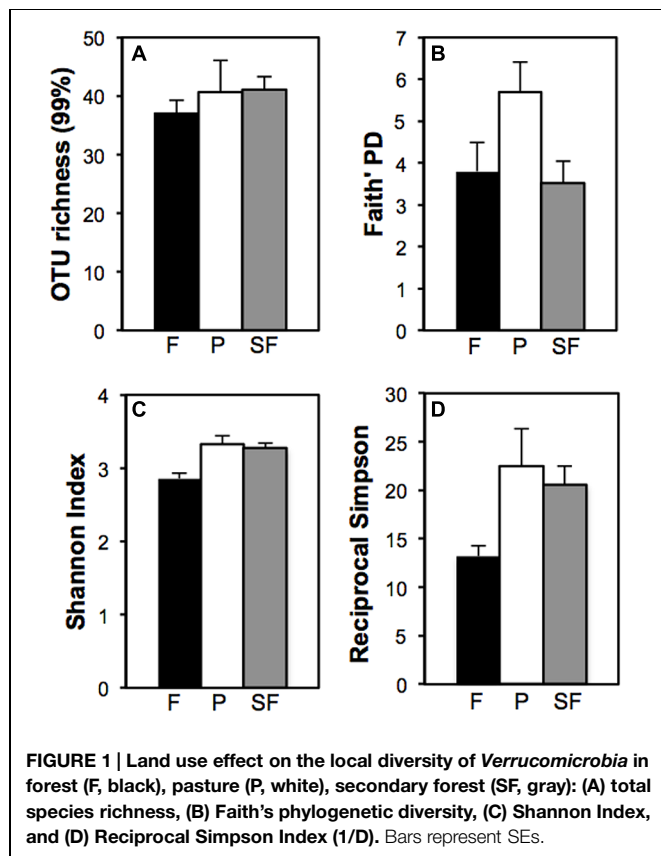 A
OTU richness (99%)
50
40
30
20
10
0
F P SF
B
Faith' PD
7
6
5
4
3
2
1
0
F P SF
C
Shannon Index
4
3
2
1
0
F P SF
D
Reciprocal Simpson
30
25
20
15
10
5
0
F P SF
FIGURE 1 | Land use effect on the local diversity of Verrucomicrobia in
forest (F, black), pasture (P, white), secondary forest (SF, gray): (A) total
species richness, (B) Faith's phylogenetic diversity, (C) Shannon Index,
and (D) Reciprocal Simpson Index (1/D). Bars represent SEs.